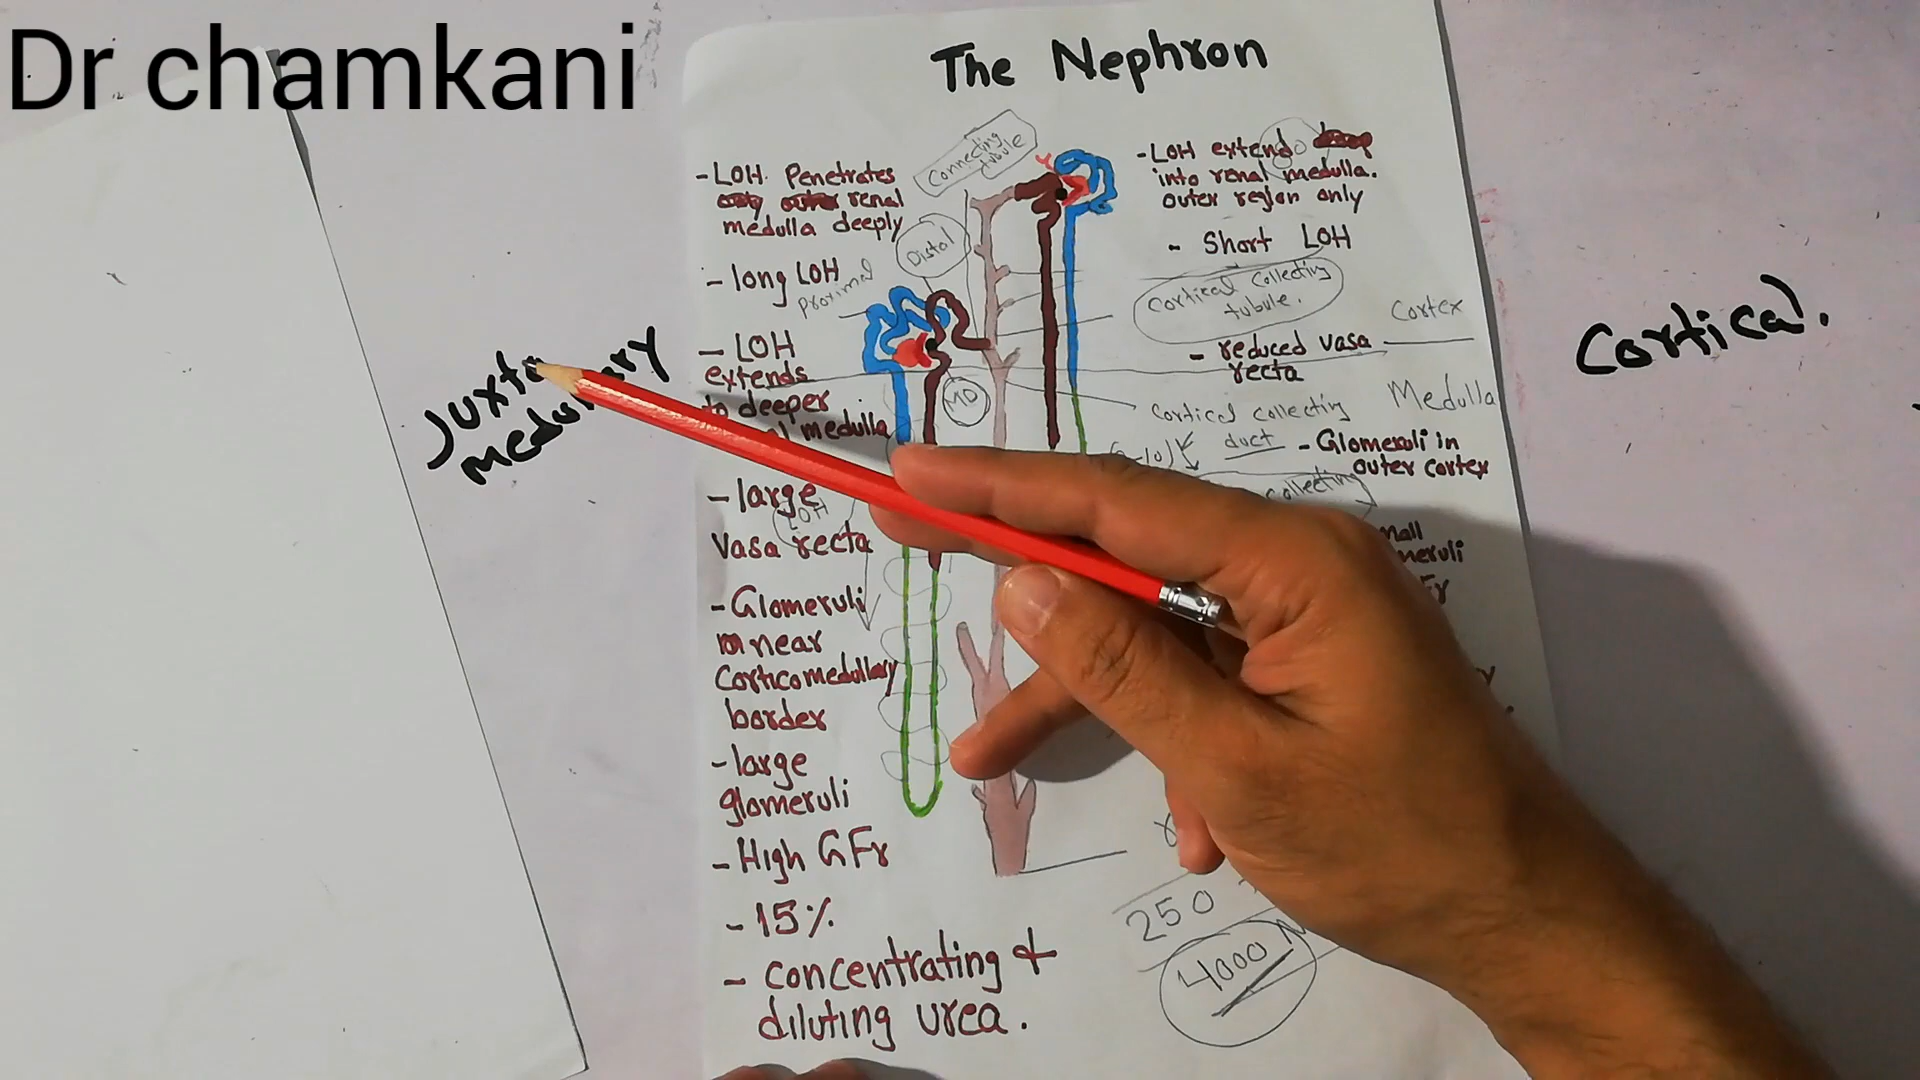 Dr chamkani
The Nephron
Connecting
tubule
- LOH Penetrates
renal
medulla deeply
Distal
- long LOH
Proximal
- LOH
extends
to deeper
medulla
MD
- large
LOH
Vasa recta
- Glomeruli
near
Corticomedullary
border
- large
glomeruli
- High GFr
- 15%
- concentrating &
diluting urea.
Juxta
medullary
- LOH extend
into renal medulla.
outer region only
- Short LOH
Cortical Collecting
tubule.
Cortex
- reduced vasa
recta
Medulla
Cortical Collecting
duct
- Glomeruli in
outer cortex
collecting
250
4000
Cortical.